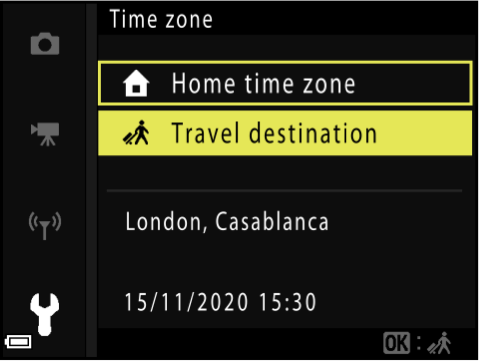 Time zone
Home time zone
Travel destination
London, Casablanca
15/11/2020 15:30
OK :